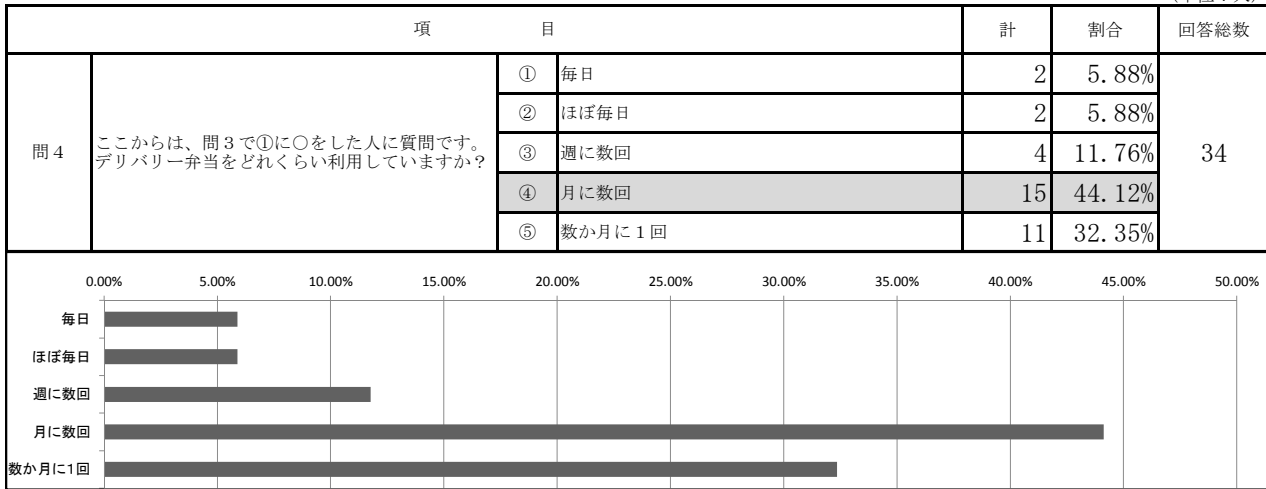 項 目 計 割合 回答総数
問４ ここからは、問３で①に○をした人に質問です。
デリバリー弁当をどれくらい利用していますか？
① 毎日 2 5.88%
② ほぼ毎日 2 5.88%
③ 週に数回 4 11.76%
④ 月に数回 15 44.12%
⑤ 数か月に１回 11 32.35%
34
0.00% 5.00% 10.00% 15.00% 20.00% 25.00% 30.00% 35.00% 40.00% 45.00% 50.00%
毎日
ほぼ毎日
週に数回
月に数回
数か月に1回